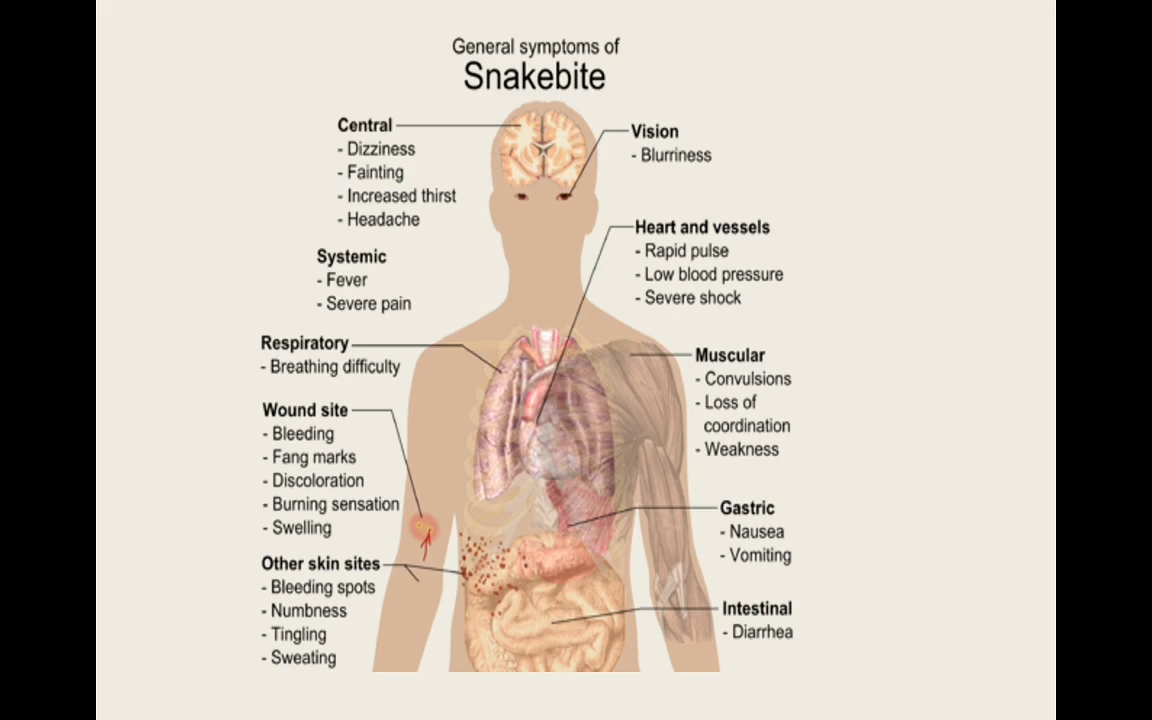 General symptoms of
Snakebite
Central
- Dizziness
- Fainting
- Increased thirst
- Headache
Vision
- Blurriness
Systemic
- Fever
- Severe pain
Heart and vessels
- Rapid pulse
- Low blood pressure
- Severe shock
Respiratory
- Breathing difficulty
Muscular
- Convulsions
- Loss of
coordination
- Weakness
Wound site
- Bleeding
- Fang marks
- Discoloration
- Burning sensation
- Swelling
Gastric
- Nausea
- Vomiting
Other skin sites
- Bleeding spots
- Numbness
- Tingling
- Sweating
Intestinal
- Diarrhea